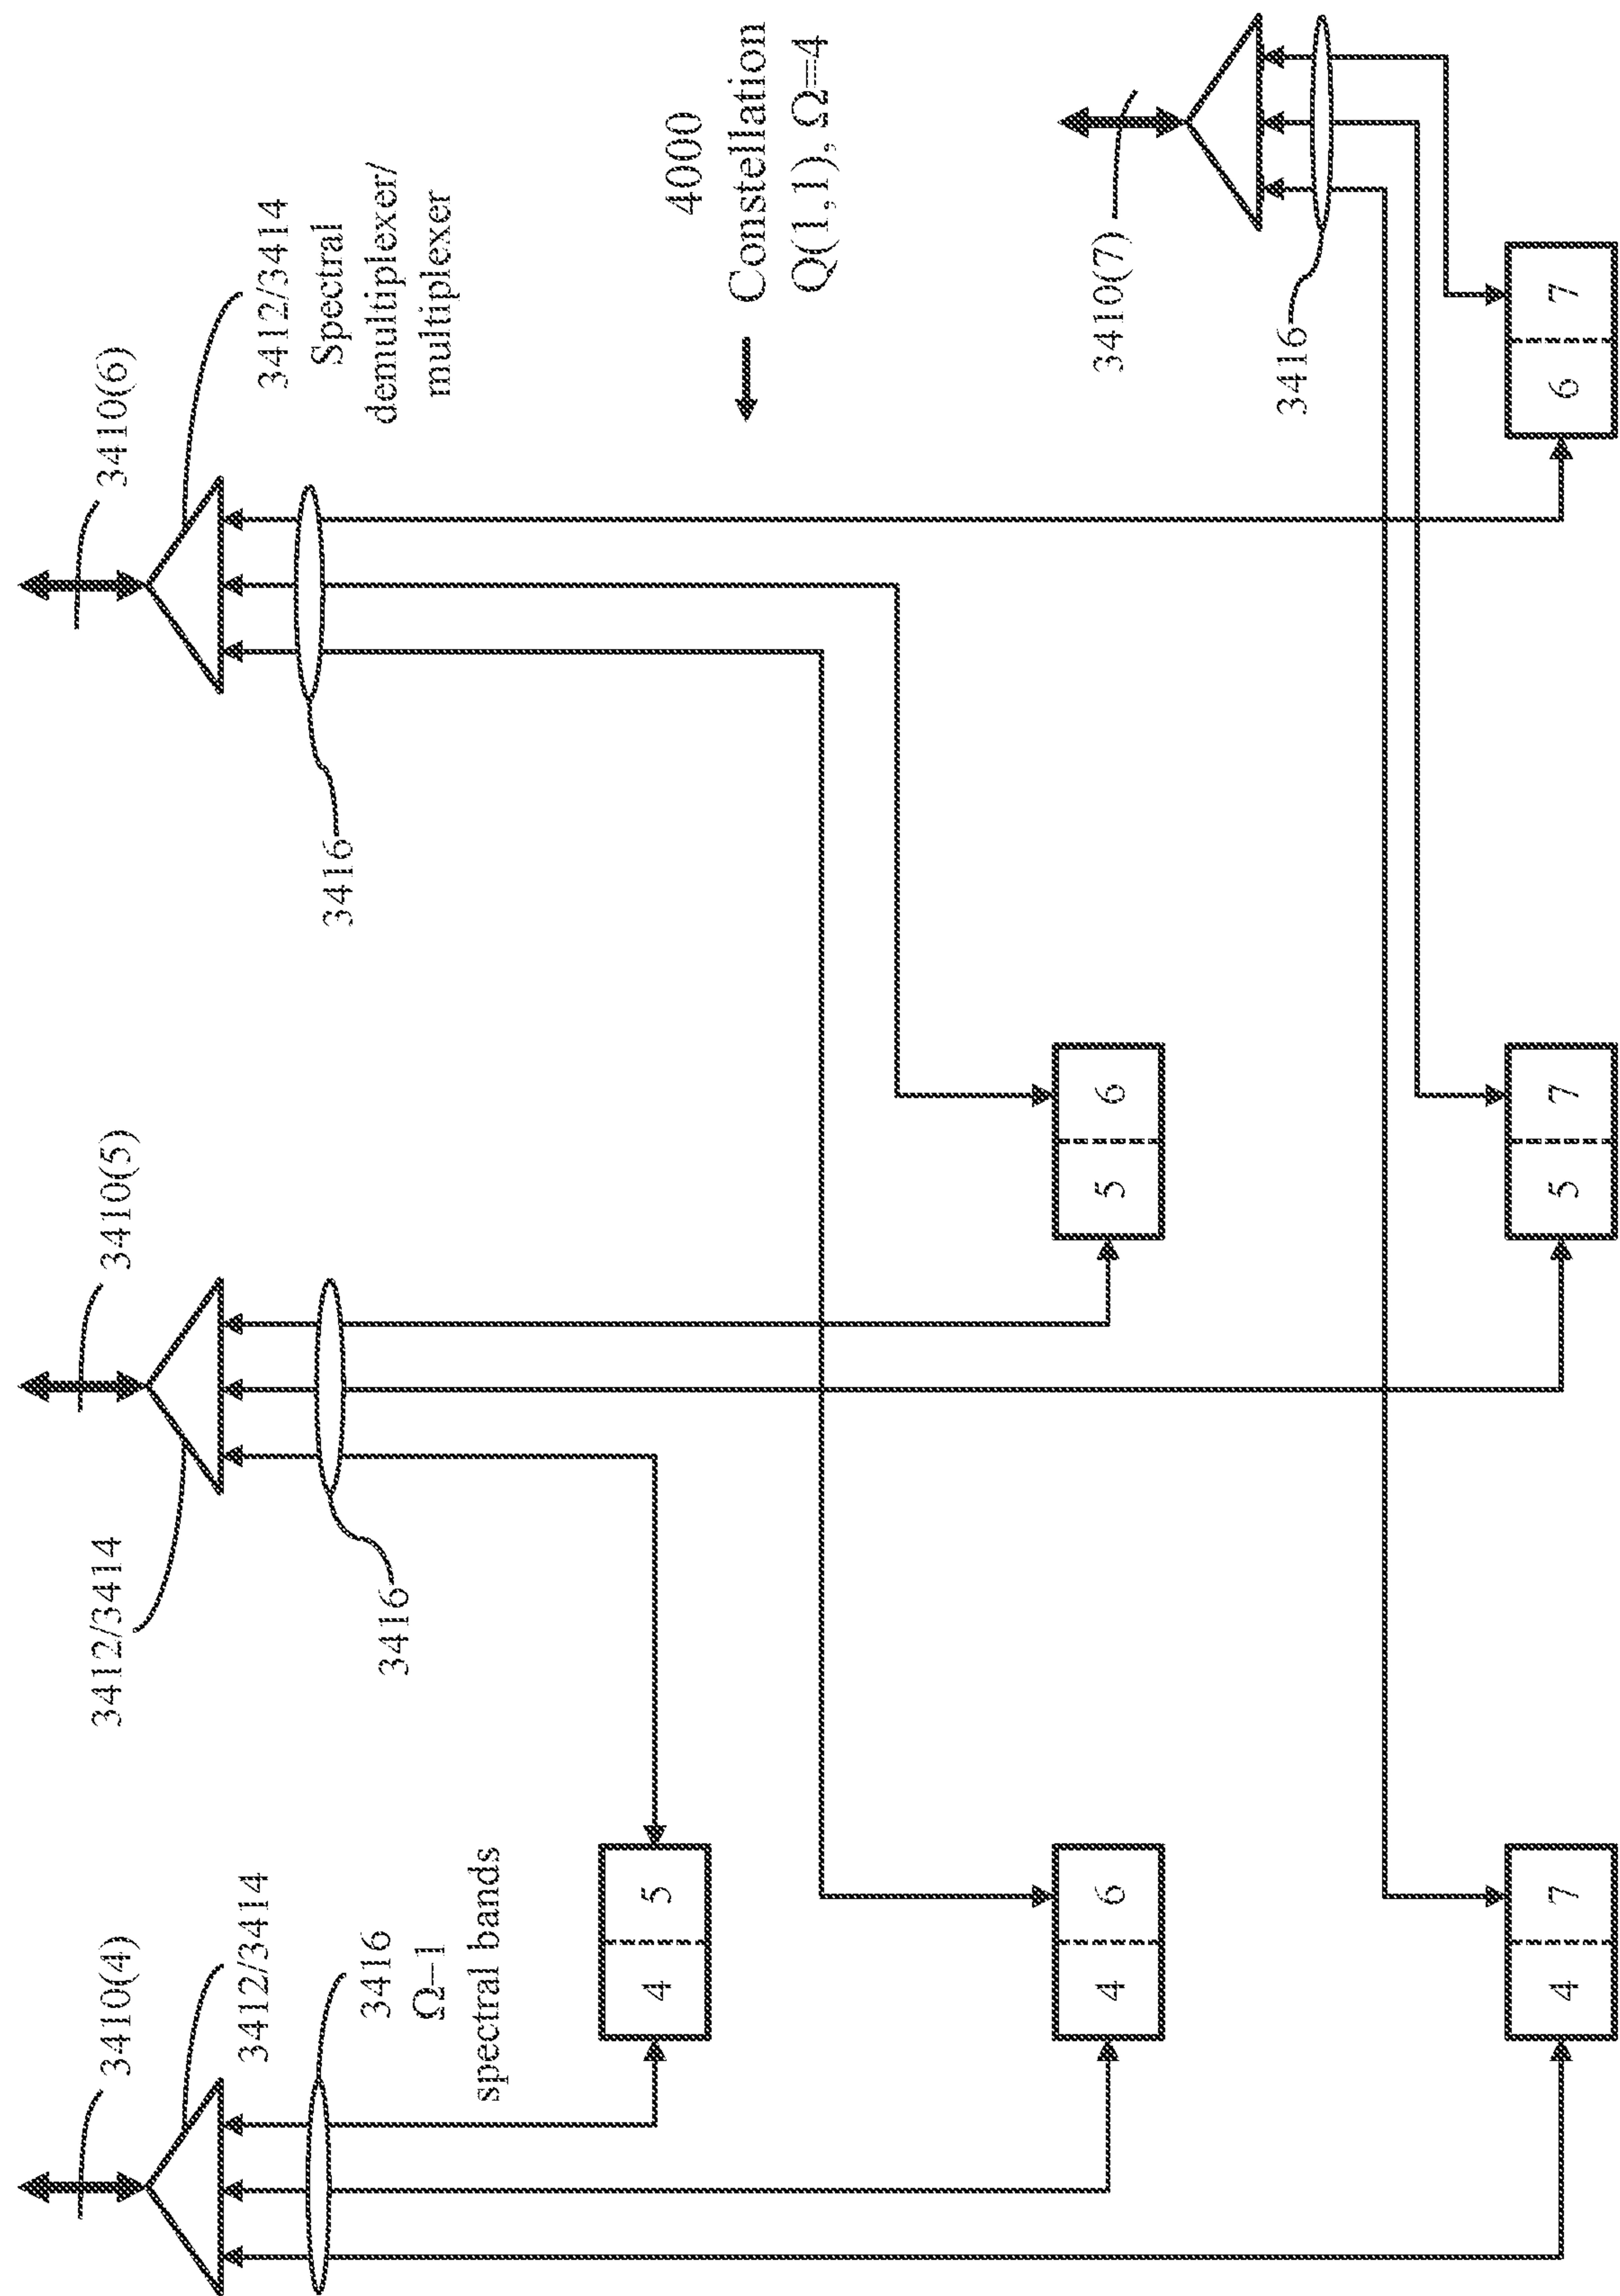 3410(4)
3410(5)
3410(6)
3412/3414
3412/3414
3412/3414
Spectral
demultiplexer/
multiplexer
3416
Ω−1
spectral bands
3416
3416
4 5
4000
Constellation
Q(1,1), Ω=4
4 6
5 6
3410(7)
3416
4 7
5 7
6 7